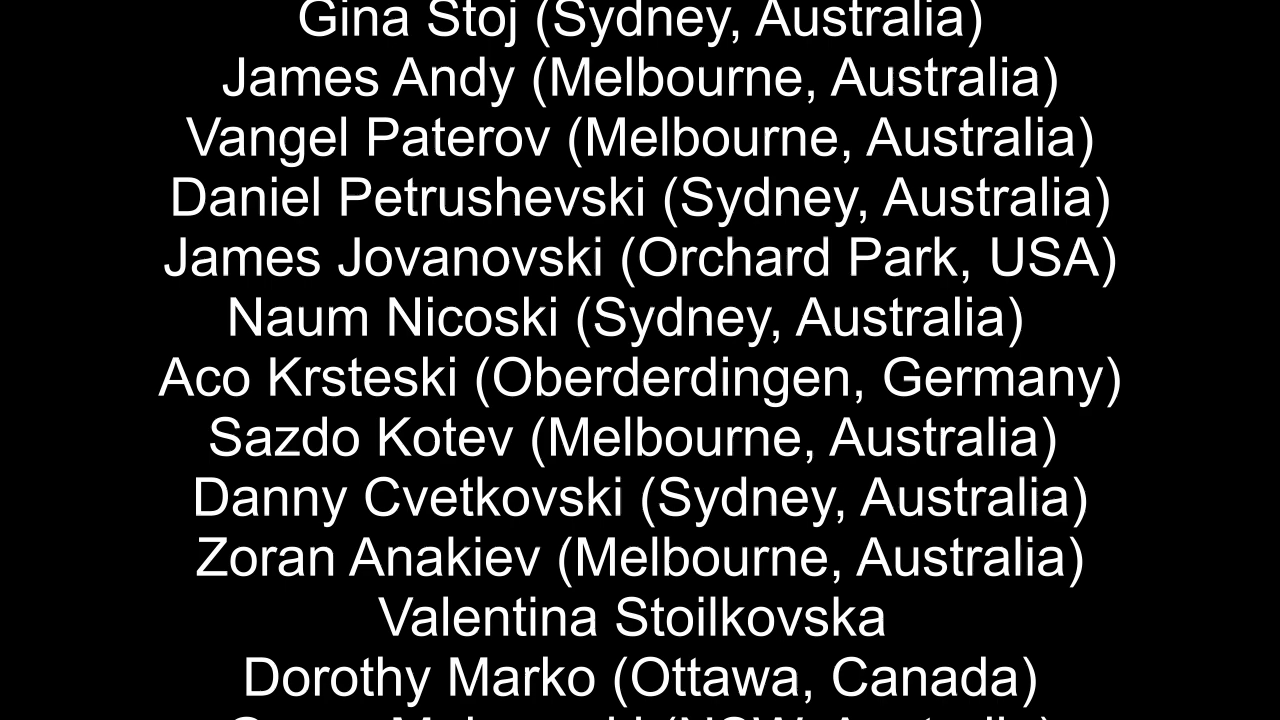 Gina Stoj (Sydney, Australia)
James Andy (Melbourne, Australia)
Vangel Paterov (Melbourne, Australia)
Daniel Petrushevski (Sydney, Australia)
James Jovanovski (Orchard Park, USA)
Naum Nicoski (Sydney, Australia)
Aco Krsteski (Oberderdingen, Germany)
Sazdo Kotev (Melbourne, Australia)
Danny Cvetkovski (Sydney, Australia)
Zoran Anakiev (Melbourne, Australia)
Valentina Stoilkovska
Dorothy Marko (Ottawa, Canada)
(NSW, Australia)